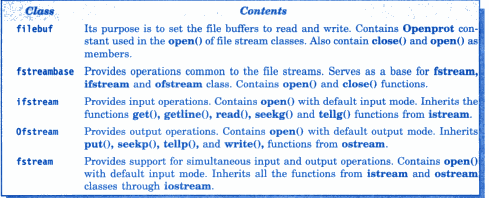 Class Contents
filebuf Its purpose is to set the file buffers to read and write. Contains Openprot con-
stant used in the open() of file stream classes. Also contain close() and open() as
members.
fstreambase Provides operations common to the file streams. Serves as a base for fstream,
ifstream and ofstream class. Contains open() and close() functions.
ifstream Provides input operations. Contains open() with default input mode. Inherits the
functions get(), getline(), read(), seekg() and tellg() functions from istream.
Ofstream Provides output operations. Contains open() with default output mode. Inherits
put(), seekp(), tellp(), and write(), functions from ostream.
fstream Provides support for simultaneous input and output operations. Contains open()
with default input mode. Inherits all the functions from istream and ostream
classes through iostream.